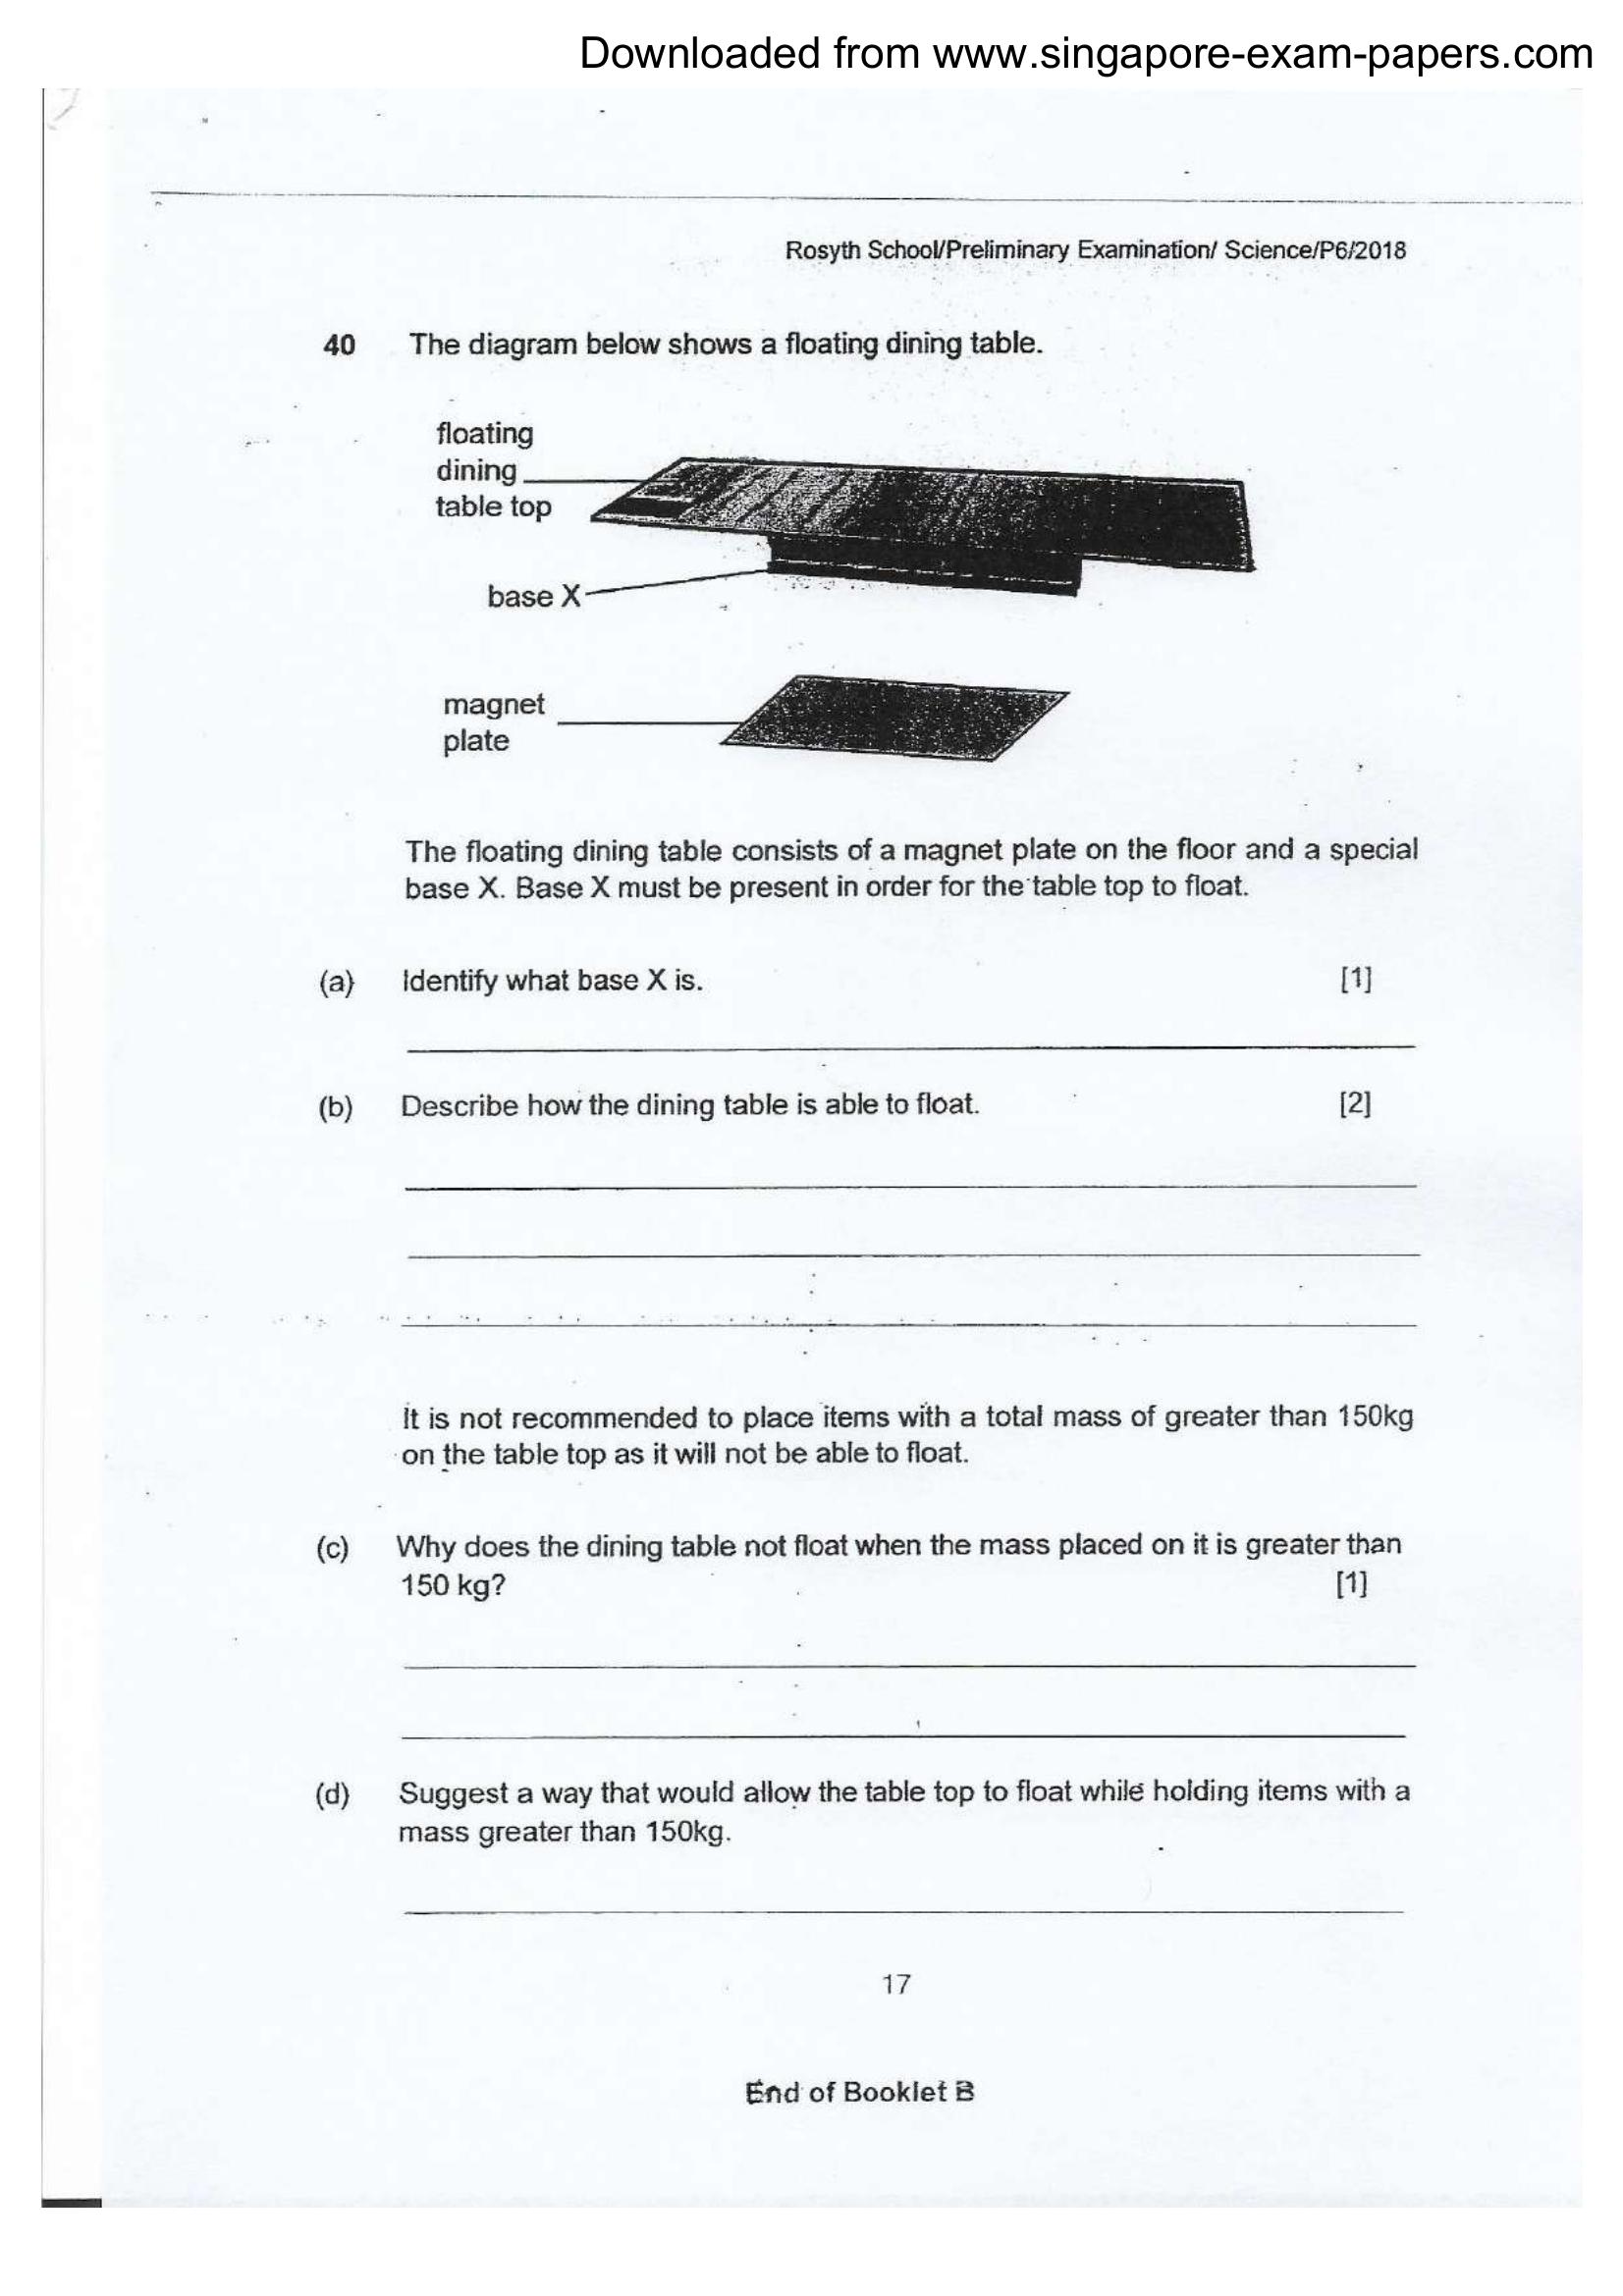 Downloaded from www.singapore-exam-papers.com
Rosyth School/Preliminary Examination/ Science/P6/2018
40 The diagram below shows a floating dining table.
floating
dining
table top
base X
magnet
plate
The floating dining table consists of a magnet plate on the floor and a special
base X. Base X must be present in order for the table top to float.
(a) Identify what base X is. [1]
(b) Describe how the dining table is able to float. [2]
It is not recommended to place items with a total mass of greater than 150kg
on the table top as it will not be able to float.
(c) Why does the dining table not float when the mass placed on it is greater than
150 kg? [1]
(d) Suggest a way that would allow the table top to float while holding items with a
mass greater than 150kg.
17
End of Booklet B